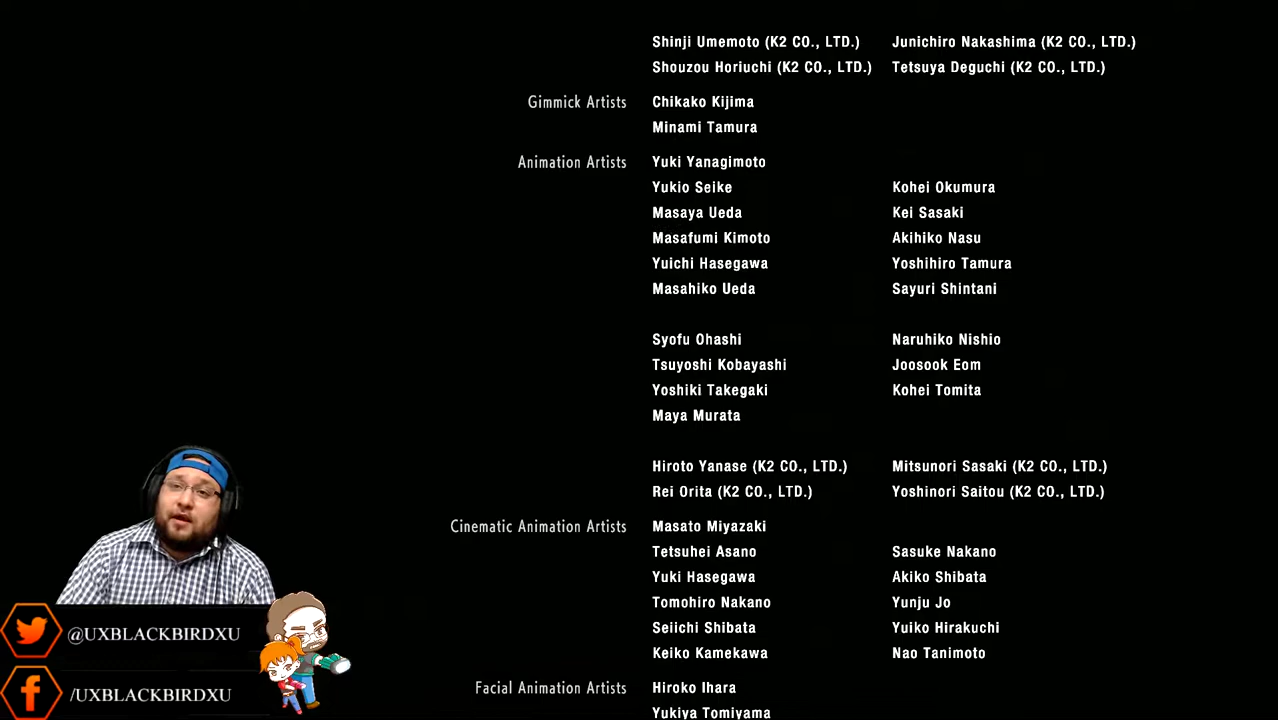 Shinji Umemoto (K2 CO., LTD.) Junichiro Nakashima (K2 CO., LTD.)
Shouzou Horiuchi (K2 CO., LTD.) Tetsuya Deguchi (K2 CO., LTD.)
Gimmick Artists Chikako Kijima
Minami Tamura
Animation Artists Yuki Yanagimoto
Yukio Seike Kohei Okumura
Masaya Ueda Kei Sasaki
Masafumi Kimoto Akihiko Nasu
Yuichi Hasegawa Yoshihiro Tamura
Masahiko Ueda Sayuri Shintani
Syofu Ohashi Naruhiko Nishio
Tsuyoshi Kobayashi Joosook Eom
Yoshiki Takegaki Kohei Tomita
Maya Murata
Hiroto Yanase (K2 CO., LTD.) Mitsunori Sasaki (K2 CO., LTD.)
Rei Orita (K2 CO., LTD.) Yoshinori Saitou (K2 CO., LTD.)
Cinematic Animation Artists Masato Miyazaki
Tetsuhei Asano Sasuke Nakano
Yuki Hasegawa Akiko Shibata
Tomohiro Nakano Yunju Jo
Seiichi Shibata Yuiko Hirakuchi
Keiko Kamekawa Nao Tanimoto
Facial Animation Artists Hiroko Ihara
Yukiya Tomiyama
@UXBLACKBIRDXU
/UXBLACKBIRDXU